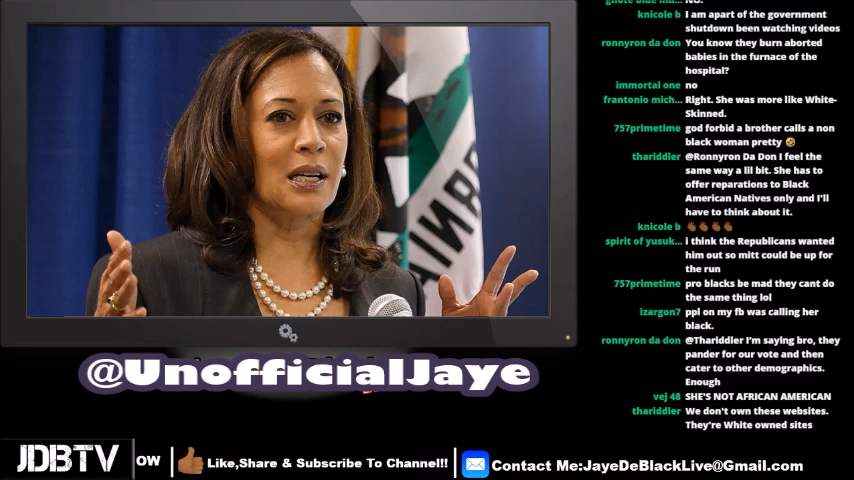 NO.
knicole b I am apart of the government
shutdown been watching videos
ronnyron da don You know they burn aborted
babies in the furnace of the
hospital?
immortal one no
frantonio mich... Right. She was more like White-
Skinned.
757primetime god forbid a brother calls a non
black woman pretty 🤣
thariddler @Ronnyron Da Don I feel the
same way a lil bit. She has to
offer reparations to Black
American Natives only and I'll
have to think about it.
knicole b 👏🏾👏🏾👏🏾👏🏾
spirit of yusuk... i think the Republicans wanted
him out so mitt could be up for
the run
757primetime pro blacks be mad they cant do
the same thing lol
izargon7 ppl on my fb was calling her
black.
ronnyron da don @Thariddler I'm saying bro, they
pander for our vote and then
cater to other demographics.
Enough
vej 48 SHE'S NOT AFRICAN AMERICAN
thariddler We don't own these websites.
They're White owned sites
@UnofficialJaye
JDBTV
OW
Like,Share & Subscribe To Channel!!
Contact Me:JayeDeBlackLive@Gmail.com